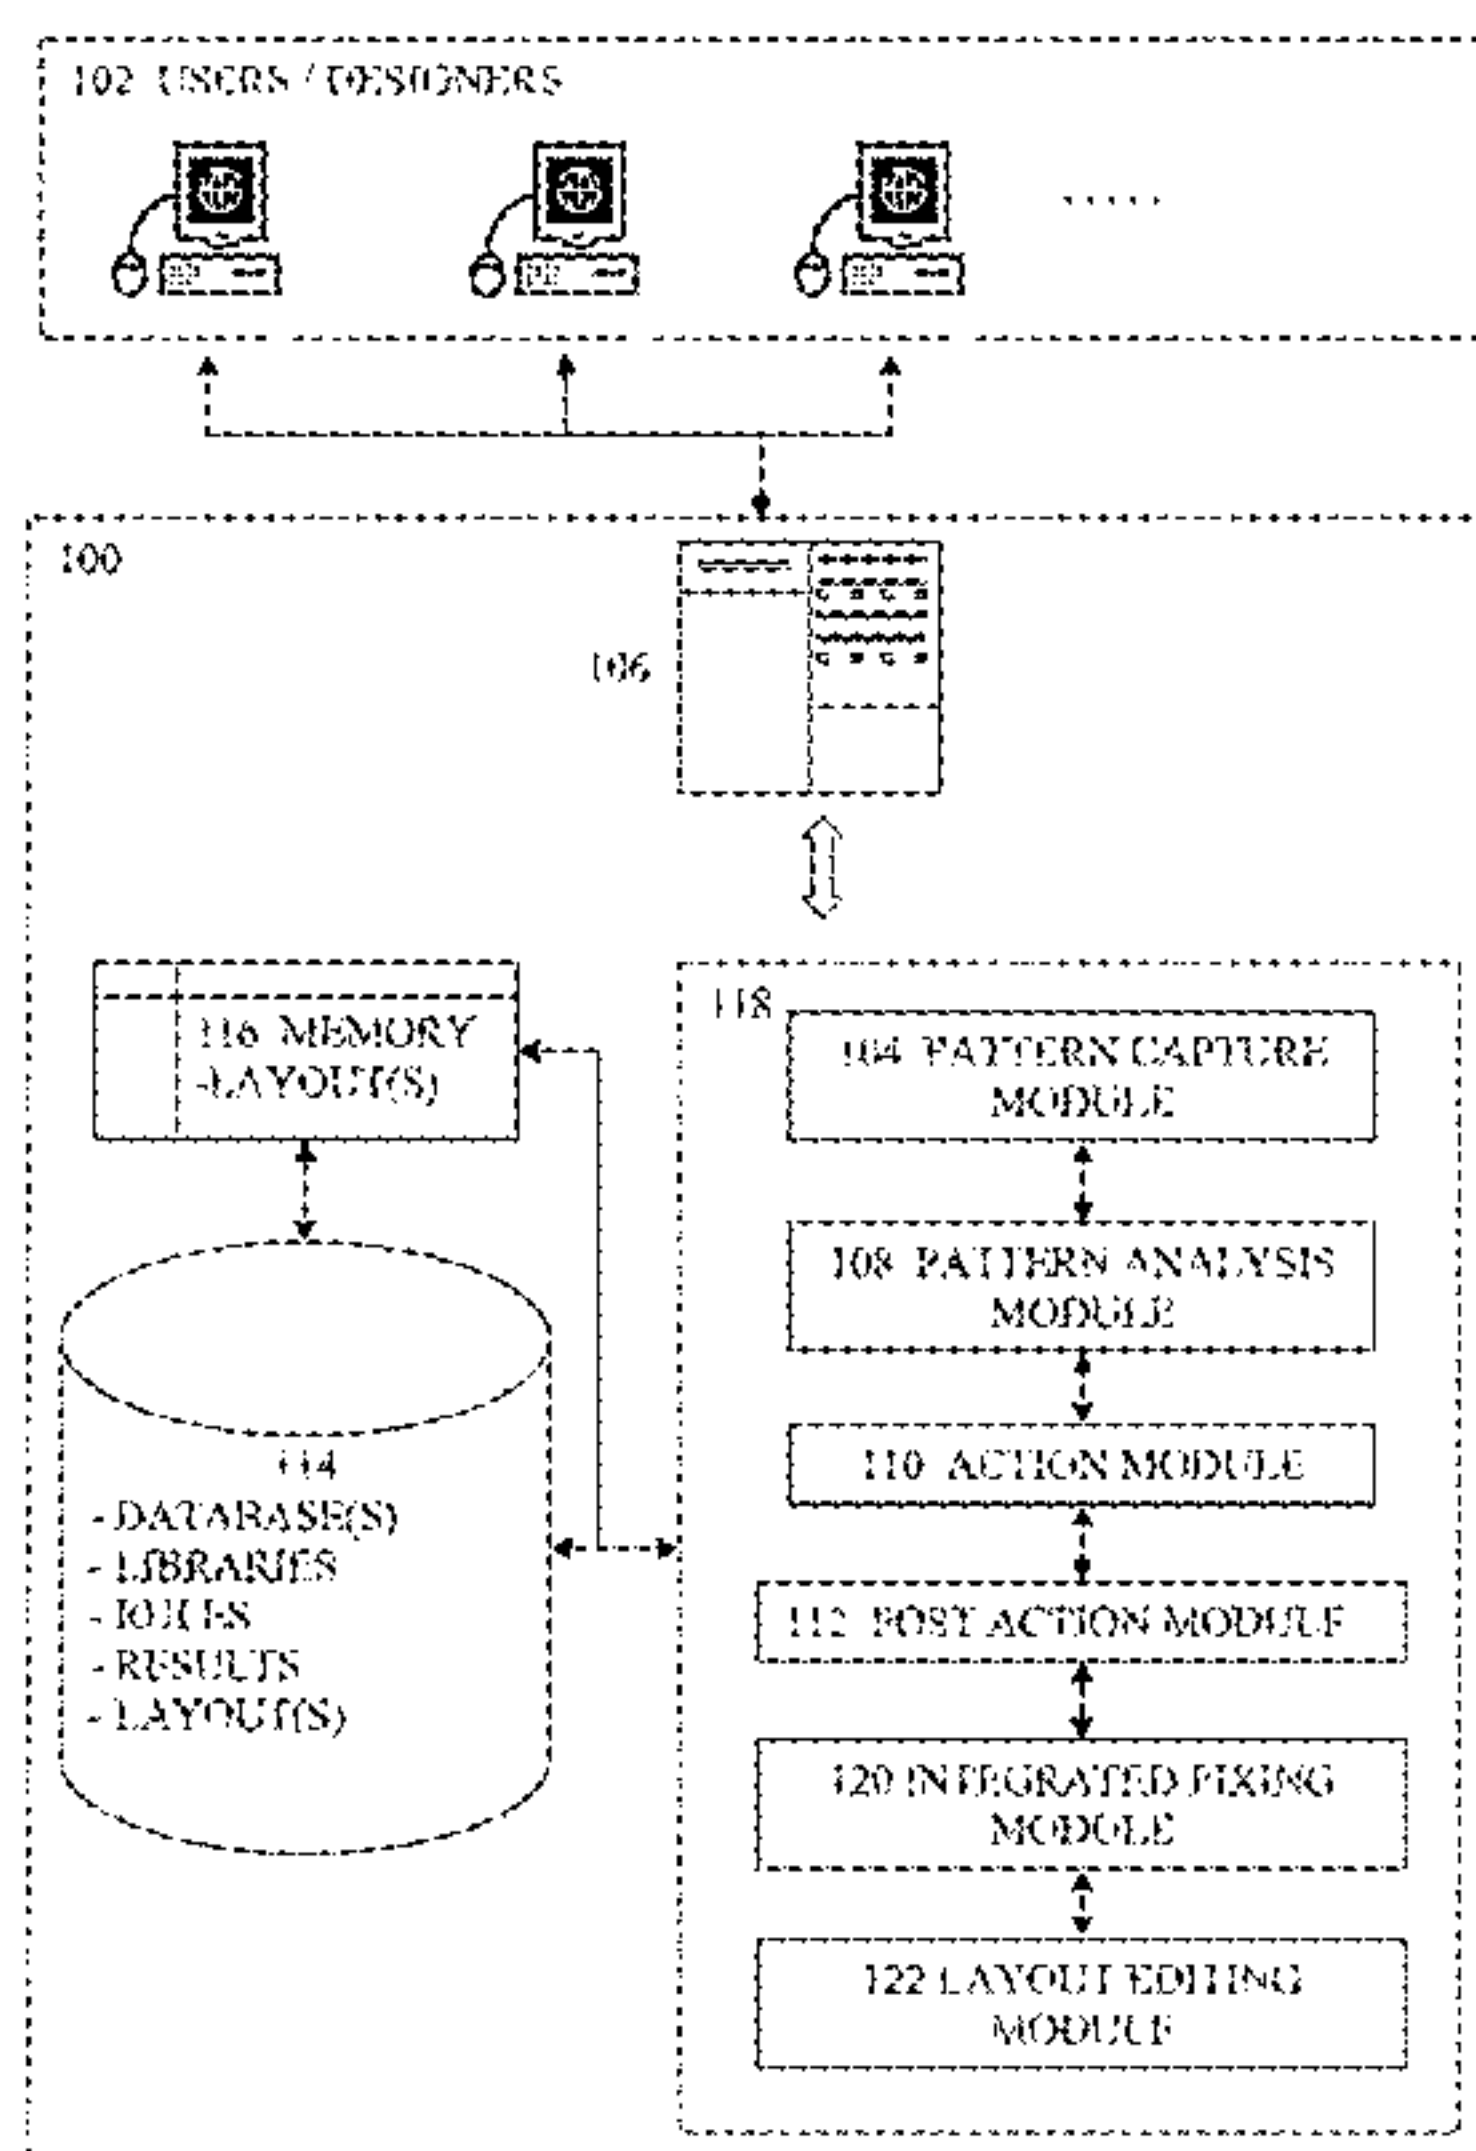 102 USERS / DESIGNERS
.....
100
106
116 MEMORY
-LAYOUT(S)
118
104 PATTERN CAPTURE
MODULE
108 PATTERN ANALYSIS
MODULE
110 ACTION MODULE
112 POST ACTION MODULE
120 INTEGRATED FIXING
MODULE
122 LAYOUT EDITING
MODULE
114
- DATABASE(S)
- LIBRARIES
- RESULTS
- LAYOUT(S)